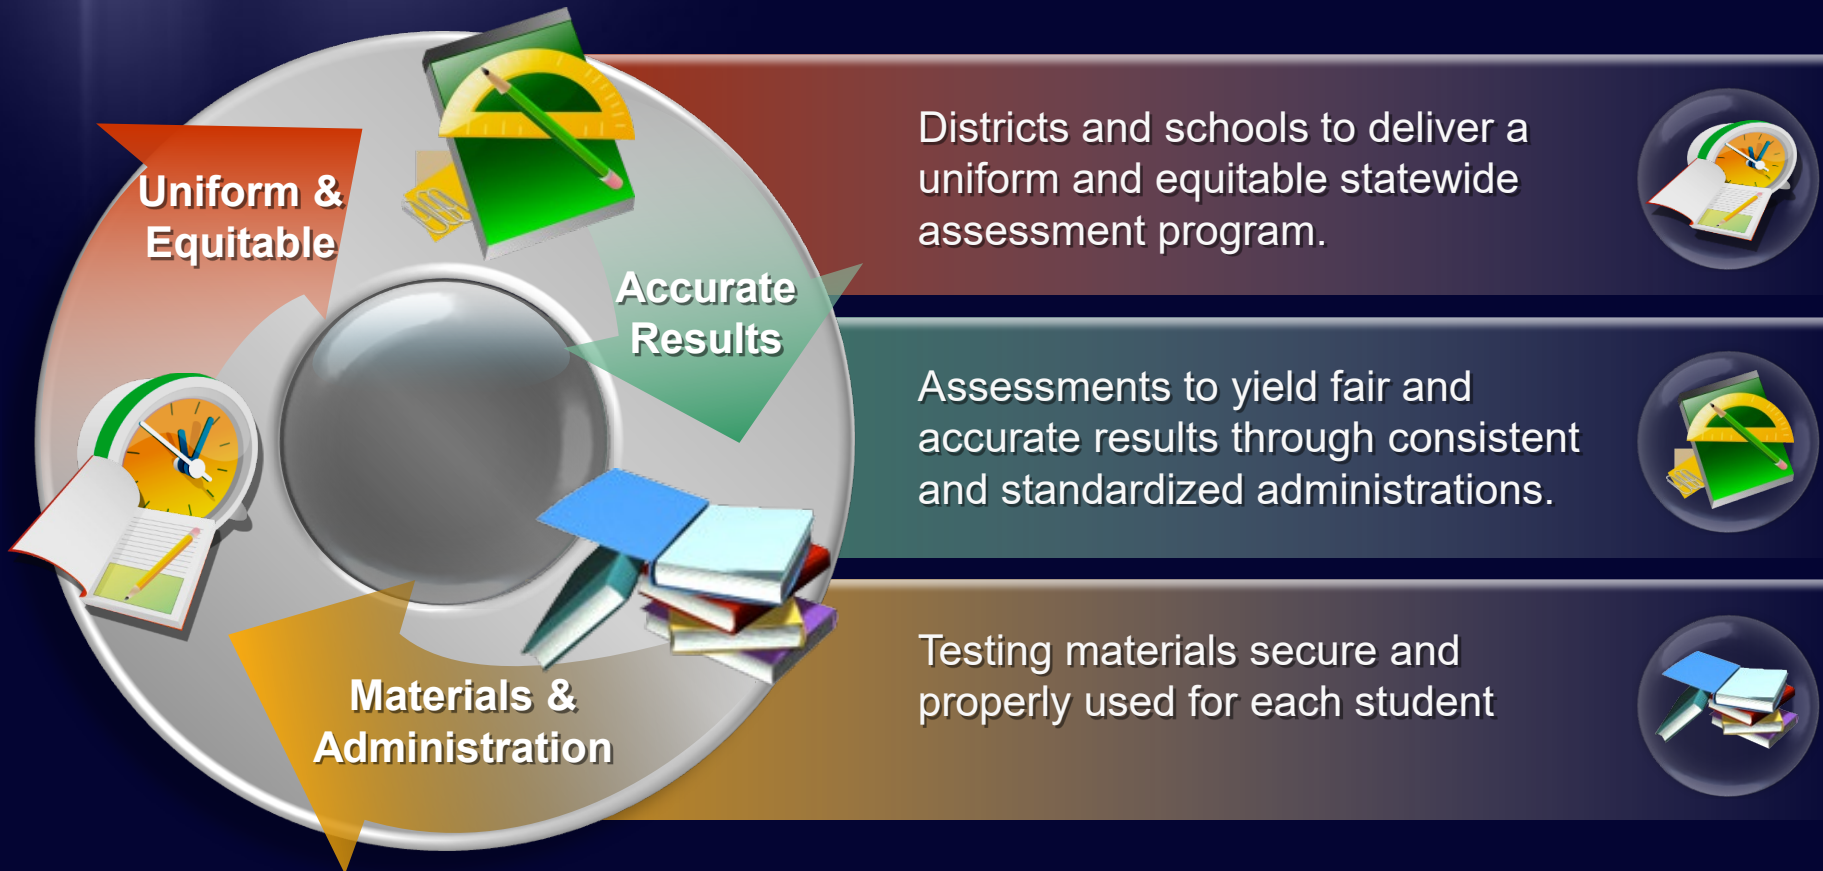 Uniform &
Equitable
Accurate
Results
Materials &
Administration
Districts and schools to deliver a
uniform and equitable statewide
assessment program.
Assessments to yield fair and
accurate results through consistent
and standardized administrations.
Testing materials secure and
properly used for each student